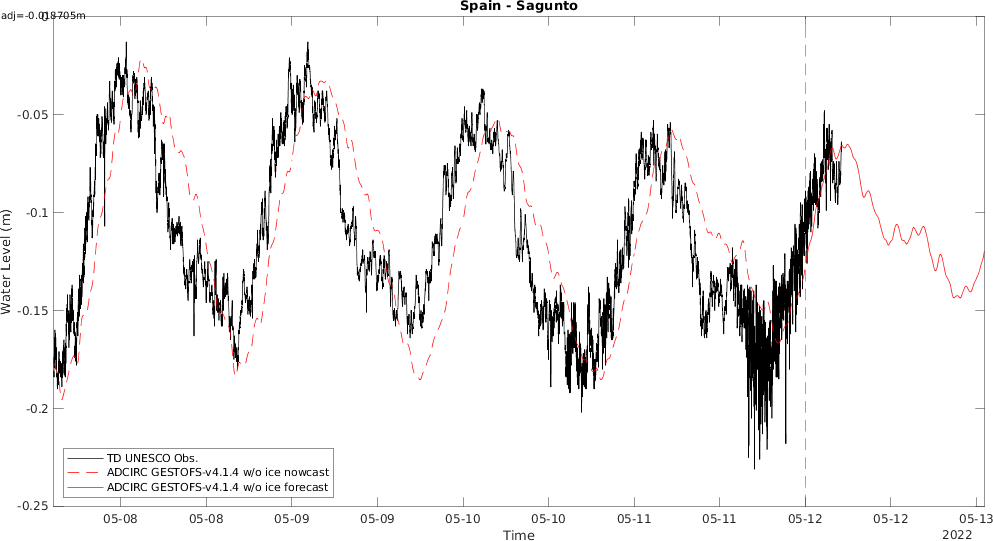 Spain - Sagunto
adj=-0.018705m
0
-0.05
-0.1
-0.15
-0.2
-0.25
Water Level (m)
TD UNESCO Obs.
ADCIRC GESTOFS-v4.1.4 w/o ice nowcast
ADCIRC GESTOFS-v4.1.4 w/o ice forecast
05-08 05-08 05-09 05-09 05-10 05-10 05-11 05-11 05-12 05-12 05-13
Time
2022